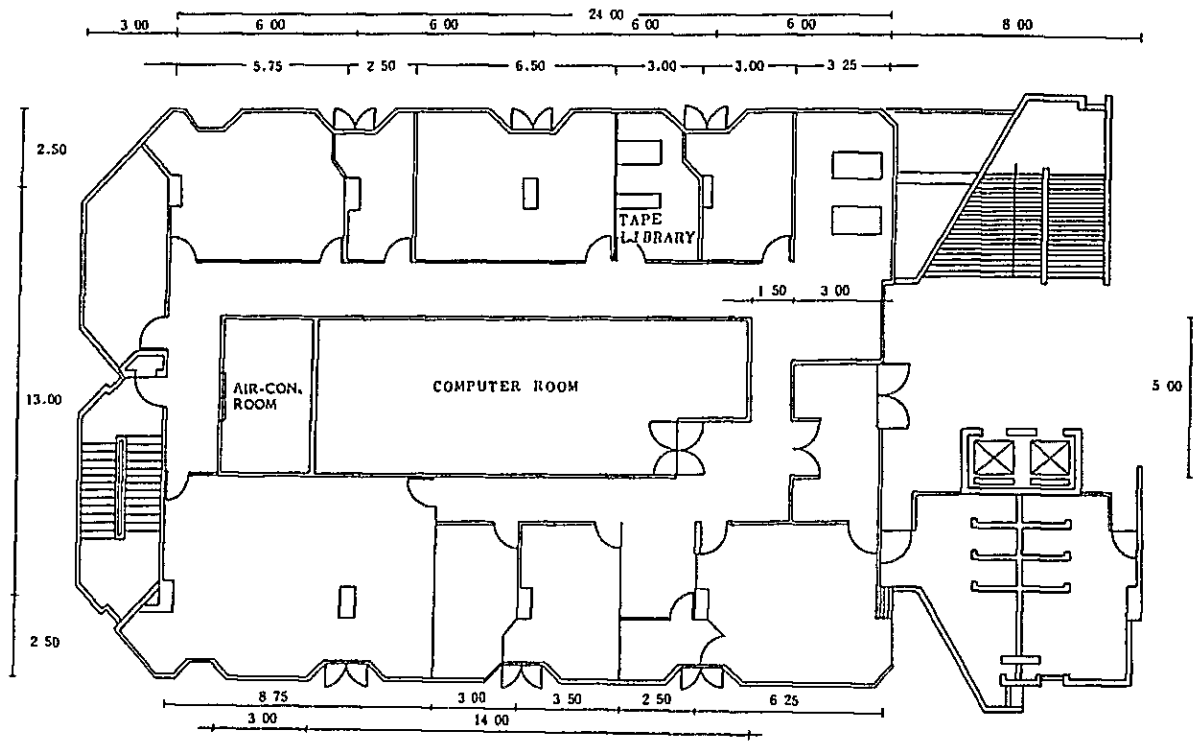 24 00
3 00 6 00 6 00 6 00 6 00 8 00
5.75 2 50 6.50 3.00 3.00 3 25
2.50
TAPE
LIBRARY
1 50 3 00
AIR-CON.
ROOM
COMPUTER ROOM
13.00
5 00
2 50
8 75 3 00 3 50 2 50 6 25
3 00 14 00